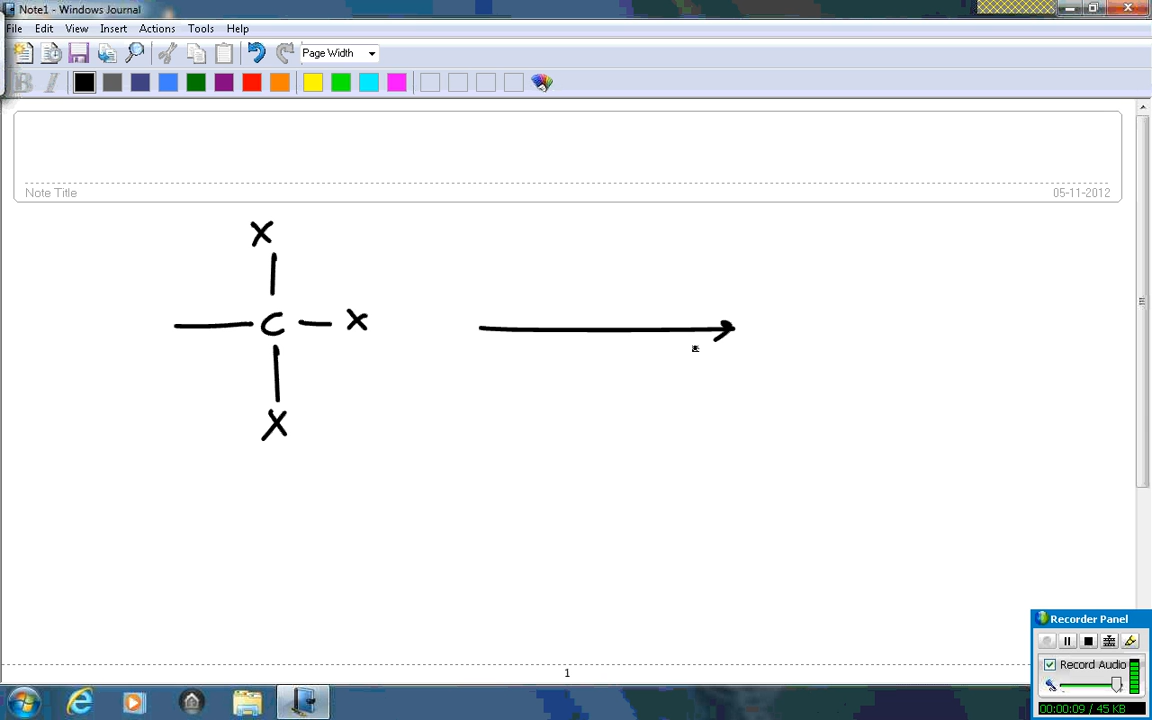 Note1 - Windows Journal
File Edit View Insert Actions Tools Help
Page Width
B I
Note Title
05-11-2012
X
C X
X
1
Recorder Panel
Record Audio
00:00:09 / 45 KB